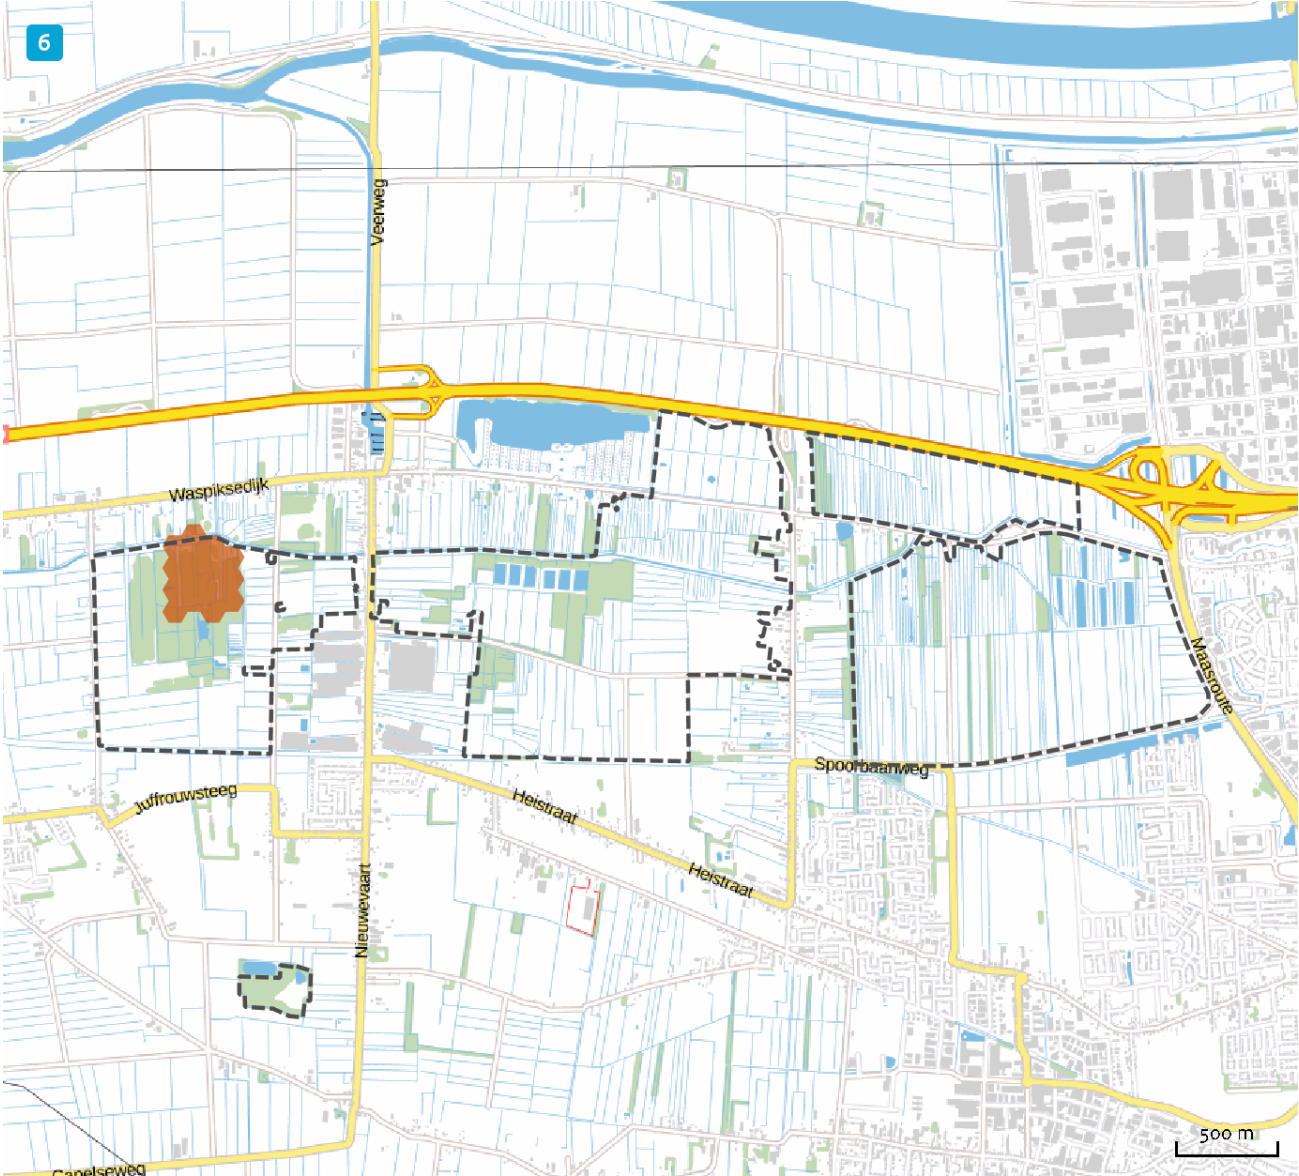 6
Veerweg
Waspiksedijk
Maasroute
Spoorbaanweg
Juffrouwsteeg
Heistraat
Heistraat
Nieuwevaart
500 m
Capelseweg